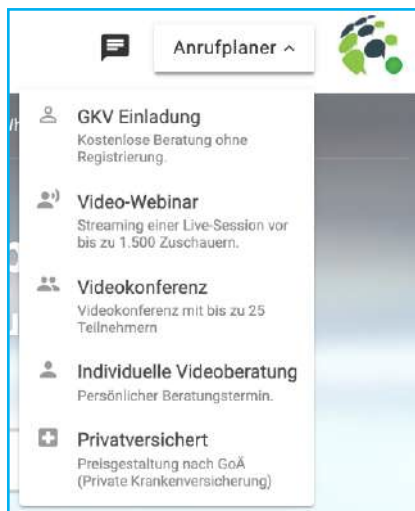 Anrufplaner
GKV Einladung
Kostenlose Beratung ohne
Registrierung.
Video-Webinar
Streaming einer Live-Session vor
bis zu 1.500 Zuschauern.
Videokonferenz
Videokonferenz mit bis zu 25
Teilnehmern
Individuelle Videoberatung
Persönlicher Beratungstermin.
Privatversichert
Preisgestaltung nach GoÄ
(Private Krankenversicherung)